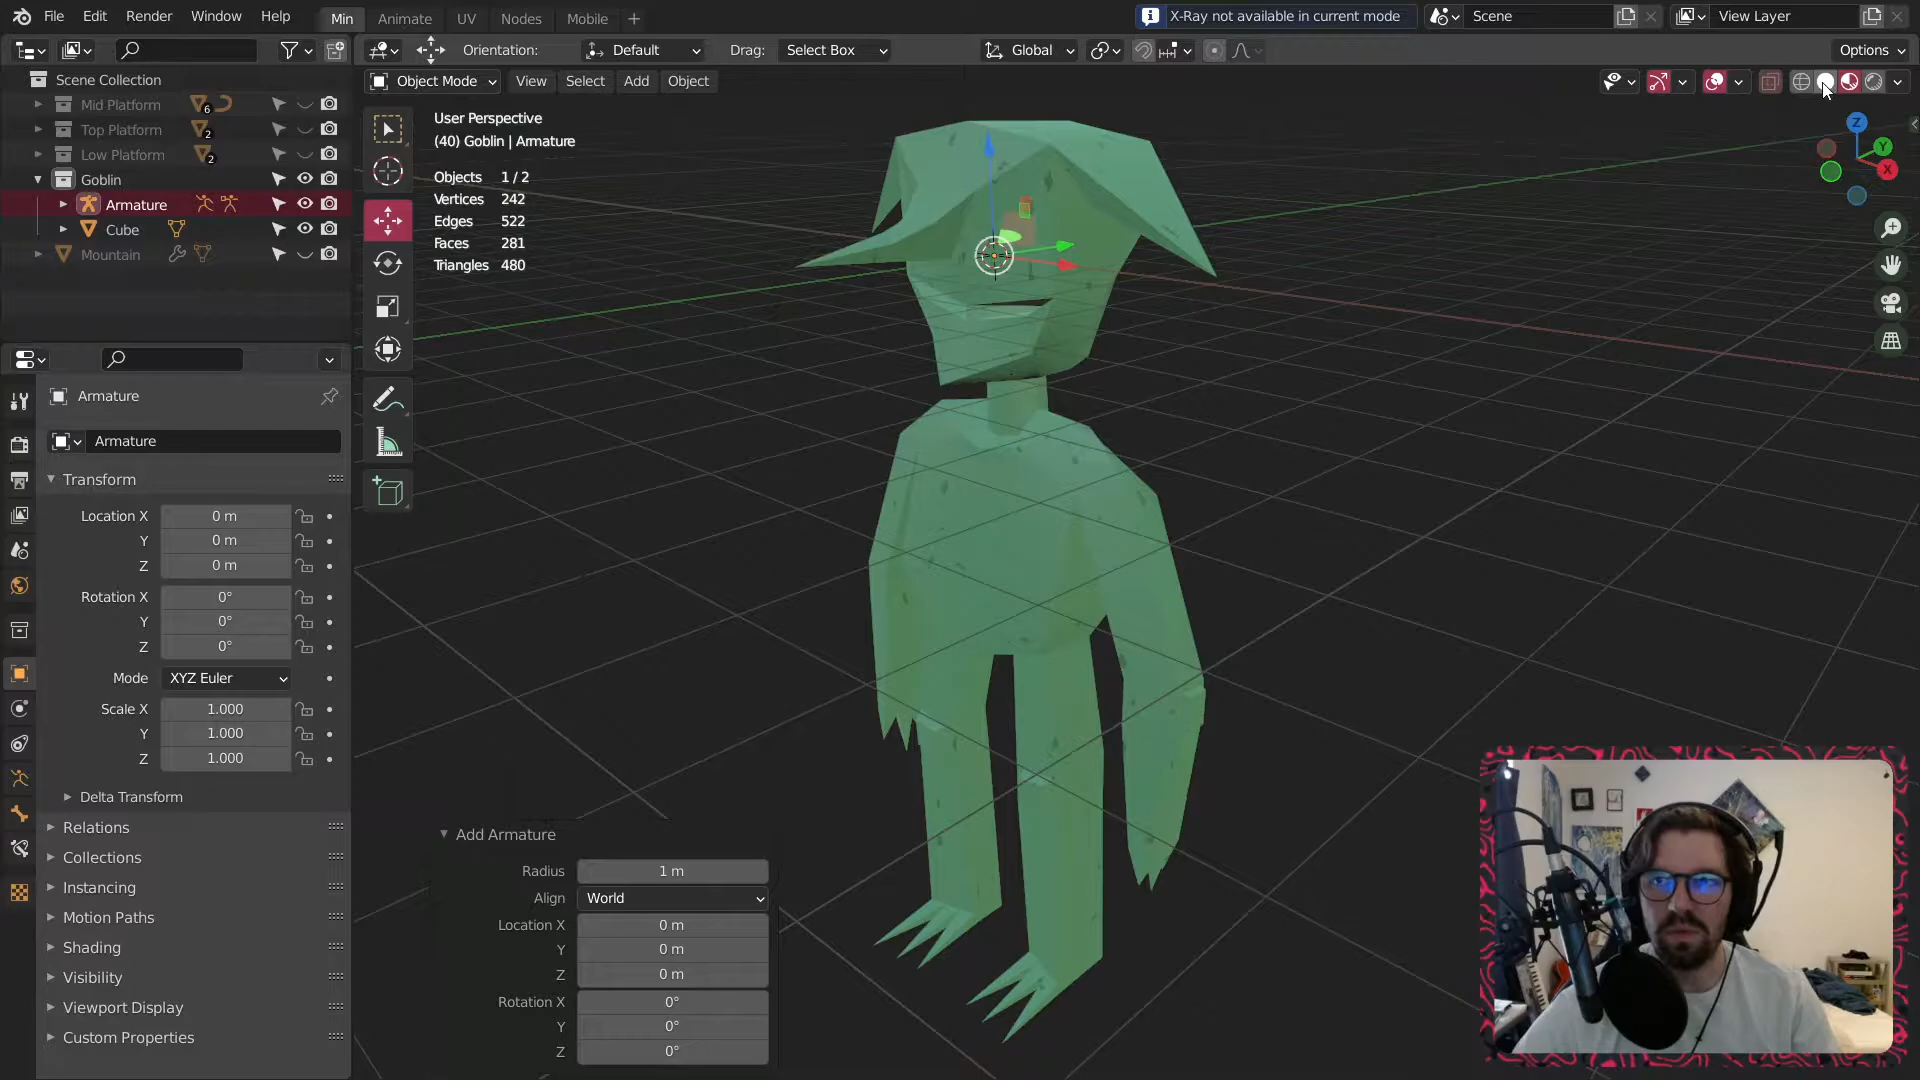 File Edit Render Window Help Min Animate UV Nodes Mobile +
X-Ray not available in current mode Scene View Layer
Orientation: Default Drag: Select Box Global Options
Object Mode View Select Add Object
Scene Collection
Mid Platform 6
Top Platform 2
Low Platform 2
Goblin
Armature
Cube
Mountain
User Perspective
(40) Goblin | Armature
Objects 1 / 2
Vertices 242
Edges 522
Faces 281
Triangles 480
Z
Y
X
Armature
Armature
Transform
Location X 0 m
Y 0 m
Z 0 m
Rotation X 0°
Y 0°
Z 0°
Mode XYZ Euler
Scale X 1.000
Y 1.000
Z 1.000
Delta Transform
Relations
Collections
Instancing
Motion Paths
Shading
Visibility
Viewport Display
Custom Properties
Add Armature
Radius 1 m
Align World
Location X 0 m
Y 0 m
Z 0 m
Rotation X 0°
Y 0°
Z 0°